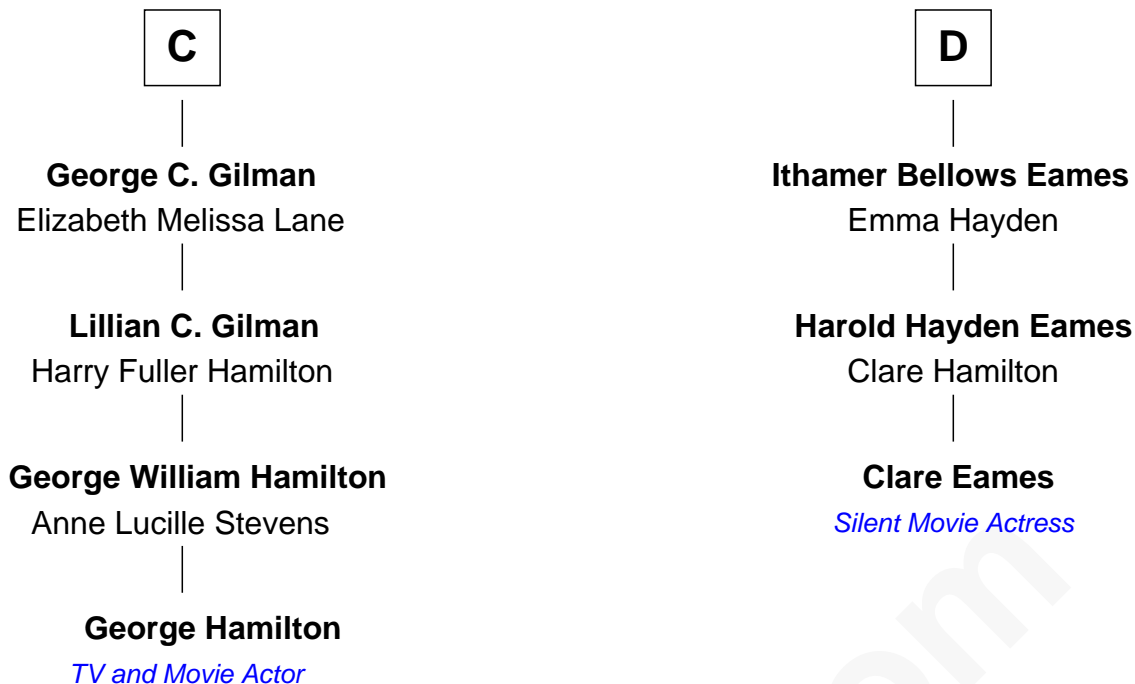 C
George C. Gilman
Elizabeth Melissa Lane
Lillian C. Gilman
Harry Fuller Hamilton
George William Hamilton
Anne Lucille Stevens
George Hamilton
TV and Movie Actor
D
Ithamer Bellows Eames
Emma Hayden
Harold Hayden Eames
Clare Hamilton
Clare Eames
Silent Movie Actress
om